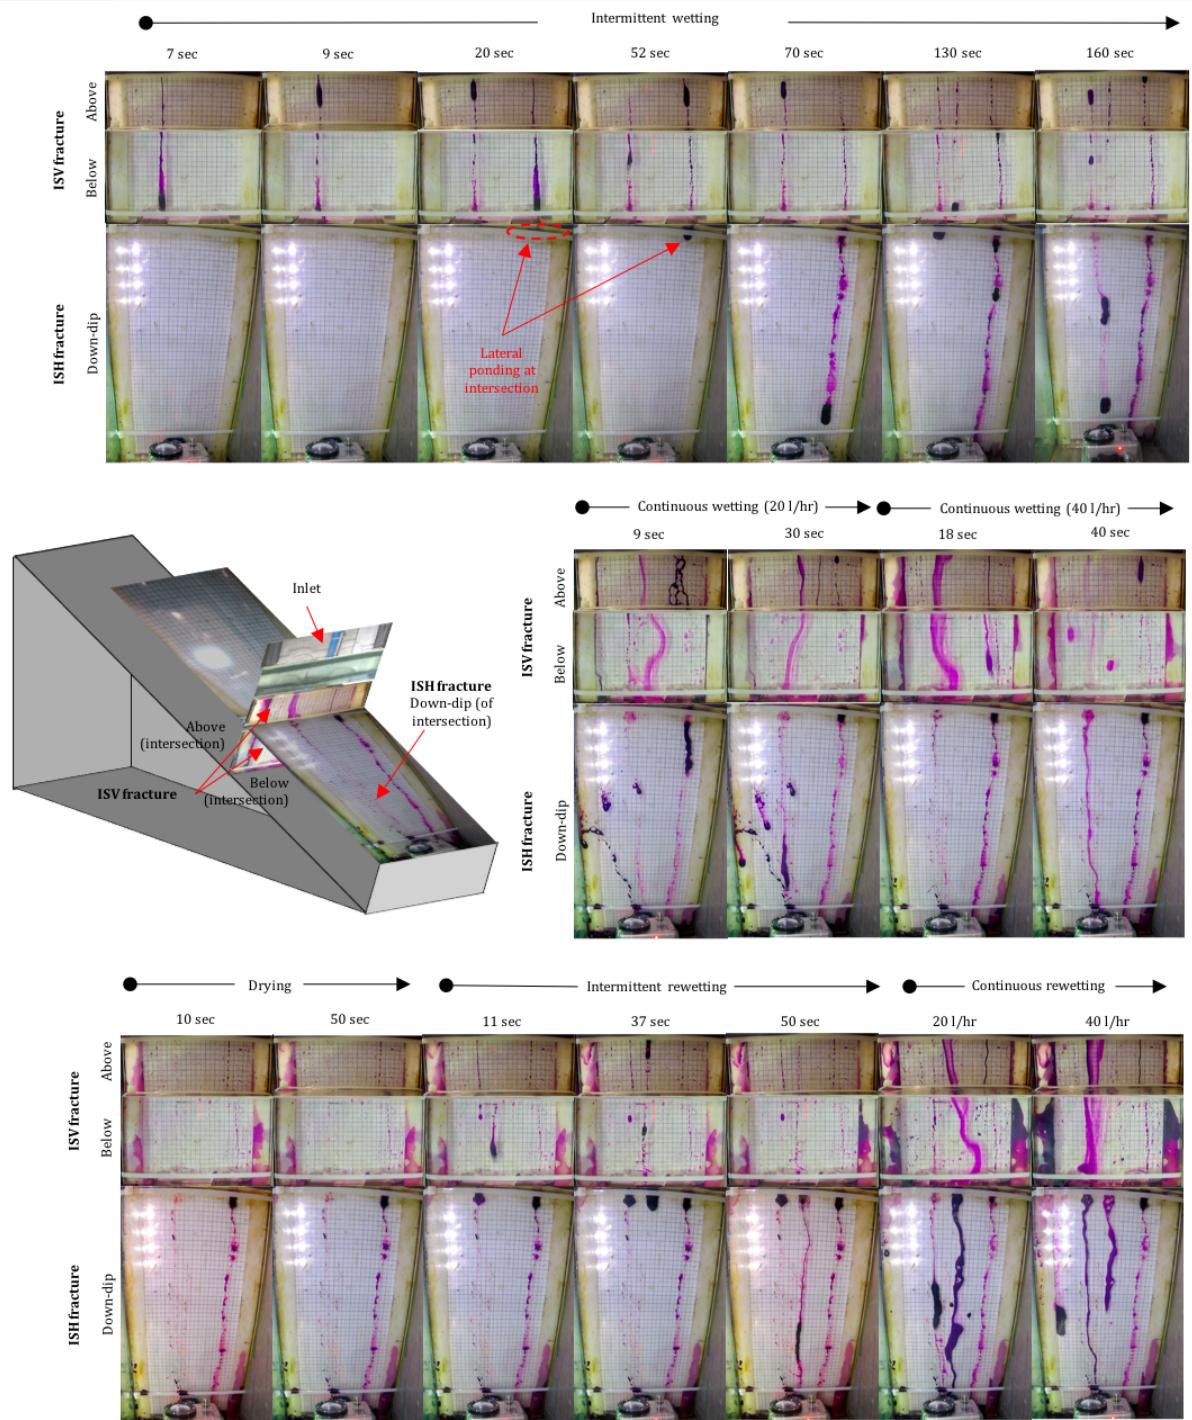 Intermittent wetting
7 sec 9 sec 20 sec 52 sec 70 sec 130 sec 160 sec
ISV fracture
Above
Below
ISH fracture
Down-dip
Lateral
ponding at
intersection
Continuous wetting (20 l/hr) Continuous wetting (40 l/hr)
9 sec 30 sec 18 sec 40 sec
ISV fracture
Above
Below
ISH fracture
Down-dip
Inlet
ISH fracture
Down-dip (of
intersection)
Above
(intersection)
Below
(intersection)
ISV fracture
Drying Intermittent rewetting Continuous rewetting
10 sec 50 sec 11 sec 37 sec 50 sec 20 l/hr 40 l/hr
ISV fracture
Above
Below
ISH fracture
Down-dip